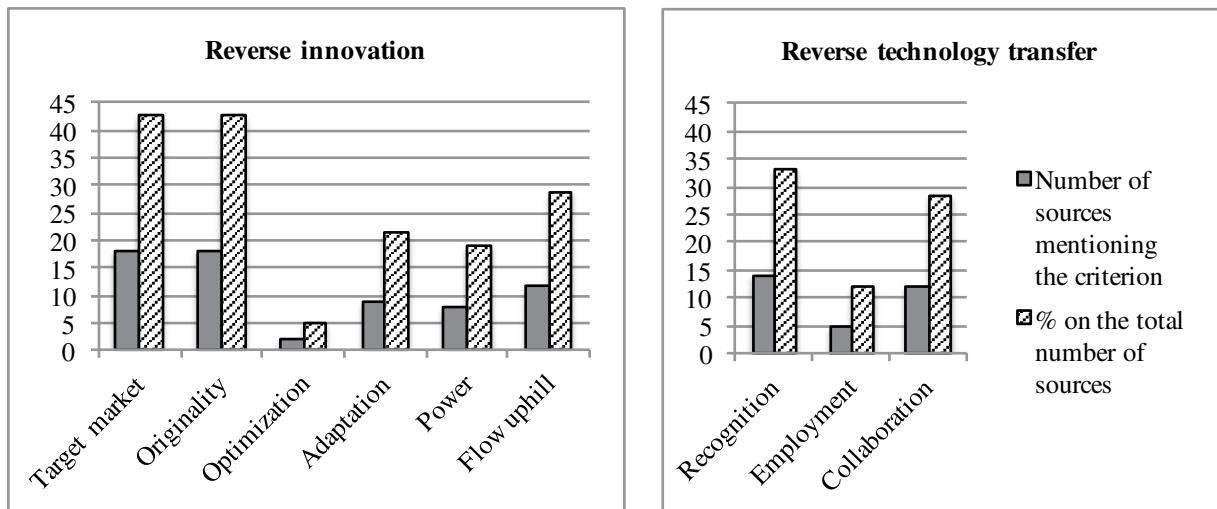 Reverse innovation
45
40
35
30
25
20
15
10
5
0
Target market
Originality
Optimization
Adaptation
Power
Flow uphill
Reverse technology transfer
45
40
35
30
25
20
15
10
5
0
Recognition
Employment
Collaboration
Number of
sources
mentioning
the criterion
% on the total
number of
sources